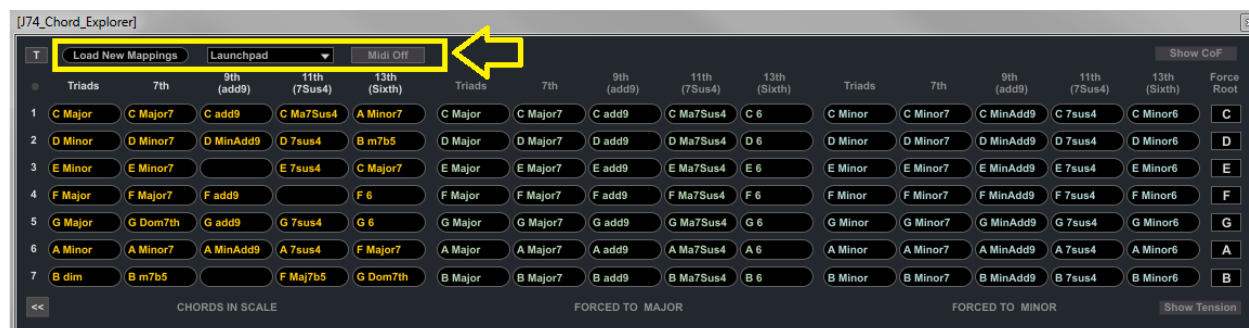 [J74_Chord_Explorer]
T Load New Mappings Launchpad Midi Off Show CoF
Triads 7th 9th (add9) 11th (7Sus4) 13th (Sixth) Triads 7th 9th (add9) 11th (7Sus4) 13th (Sixth) Triads 7th 9th (add9) 11th (7Sus4) 13th (Sixth) Force Root
1 C Major C Major7 C add9 C Ma7Sus4 A Minor7 C Major C Major7 C add9 C Ma7Sus4 C 6 C Minor C Minor7 C MinAdd9 C 7sus4 C Minor6 C
2 D Minor D Minor7 D MinAdd9 D 7sus4 B m7b5 D Major D Major7 D add9 D Ma7Sus4 D 6 D Minor D Minor7 D MinAdd9 D 7sus4 D Minor6 D
3 E Minor E Minor7 E 7sus4 C Major7 E Major E Major7 E add9 E Ma7Sus4 E 6 E Minor E Minor7 E MinAdd9 E 7sus4 E Minor6 E
4 F Major F Major7 F add9 F 6 F Major F Major7 F add9 F Ma7Sus4 F 6 F Minor F Minor7 F MinAdd9 F 7sus4 F Minor6 F
5 G Major G Dom7th G add9 G 7sus4 G 6 G Major G Major7 G add9 G Ma7Sus4 G 6 G Minor G Minor7 G MinAdd9 G 7sus4 G Minor6 G
6 A Minor A Minor7 A MinAdd9 A 7sus4 F Major7 A Major A Major7 A add9 A Ma7Sus4 A 6 A Minor A Minor7 A MinAdd9 A 7sus4 A Minor6 A
7 B dim B m7b5 F Maj7b5 G Dom7th B Major B Major7 B add9 B Ma7Sus4 B 6 B Minor B Minor7 B MinAdd9 B 7sus4 B Minor6 B
<< CHORDS IN SCALE FORCED TO MAJOR FORCED TO MINOR Show Tension